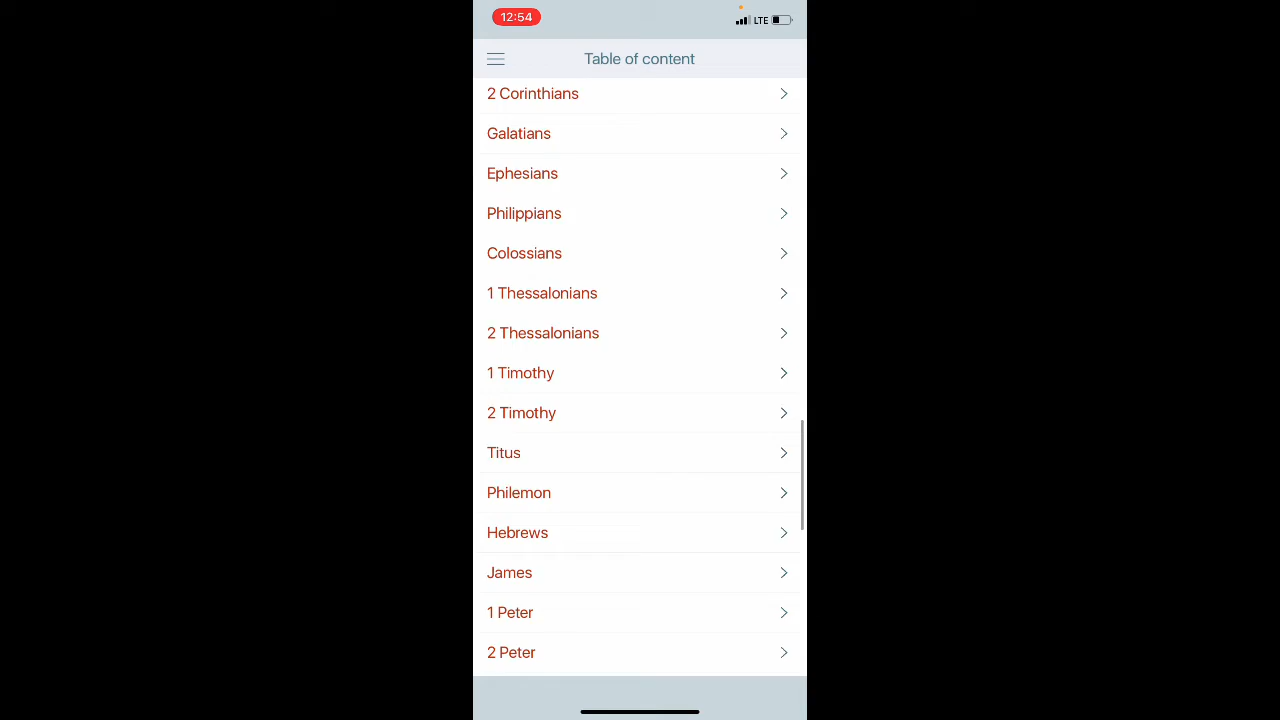 12:54
LTE
Table of content
2 Corinthians
Galatians
Ephesians
Philippians
Colossians
1 Thessalonians
2 Thessalonians
1 Timothy
2 Timothy
Titus
Philemon
Hebrews
James
1 Peter
2 Peter